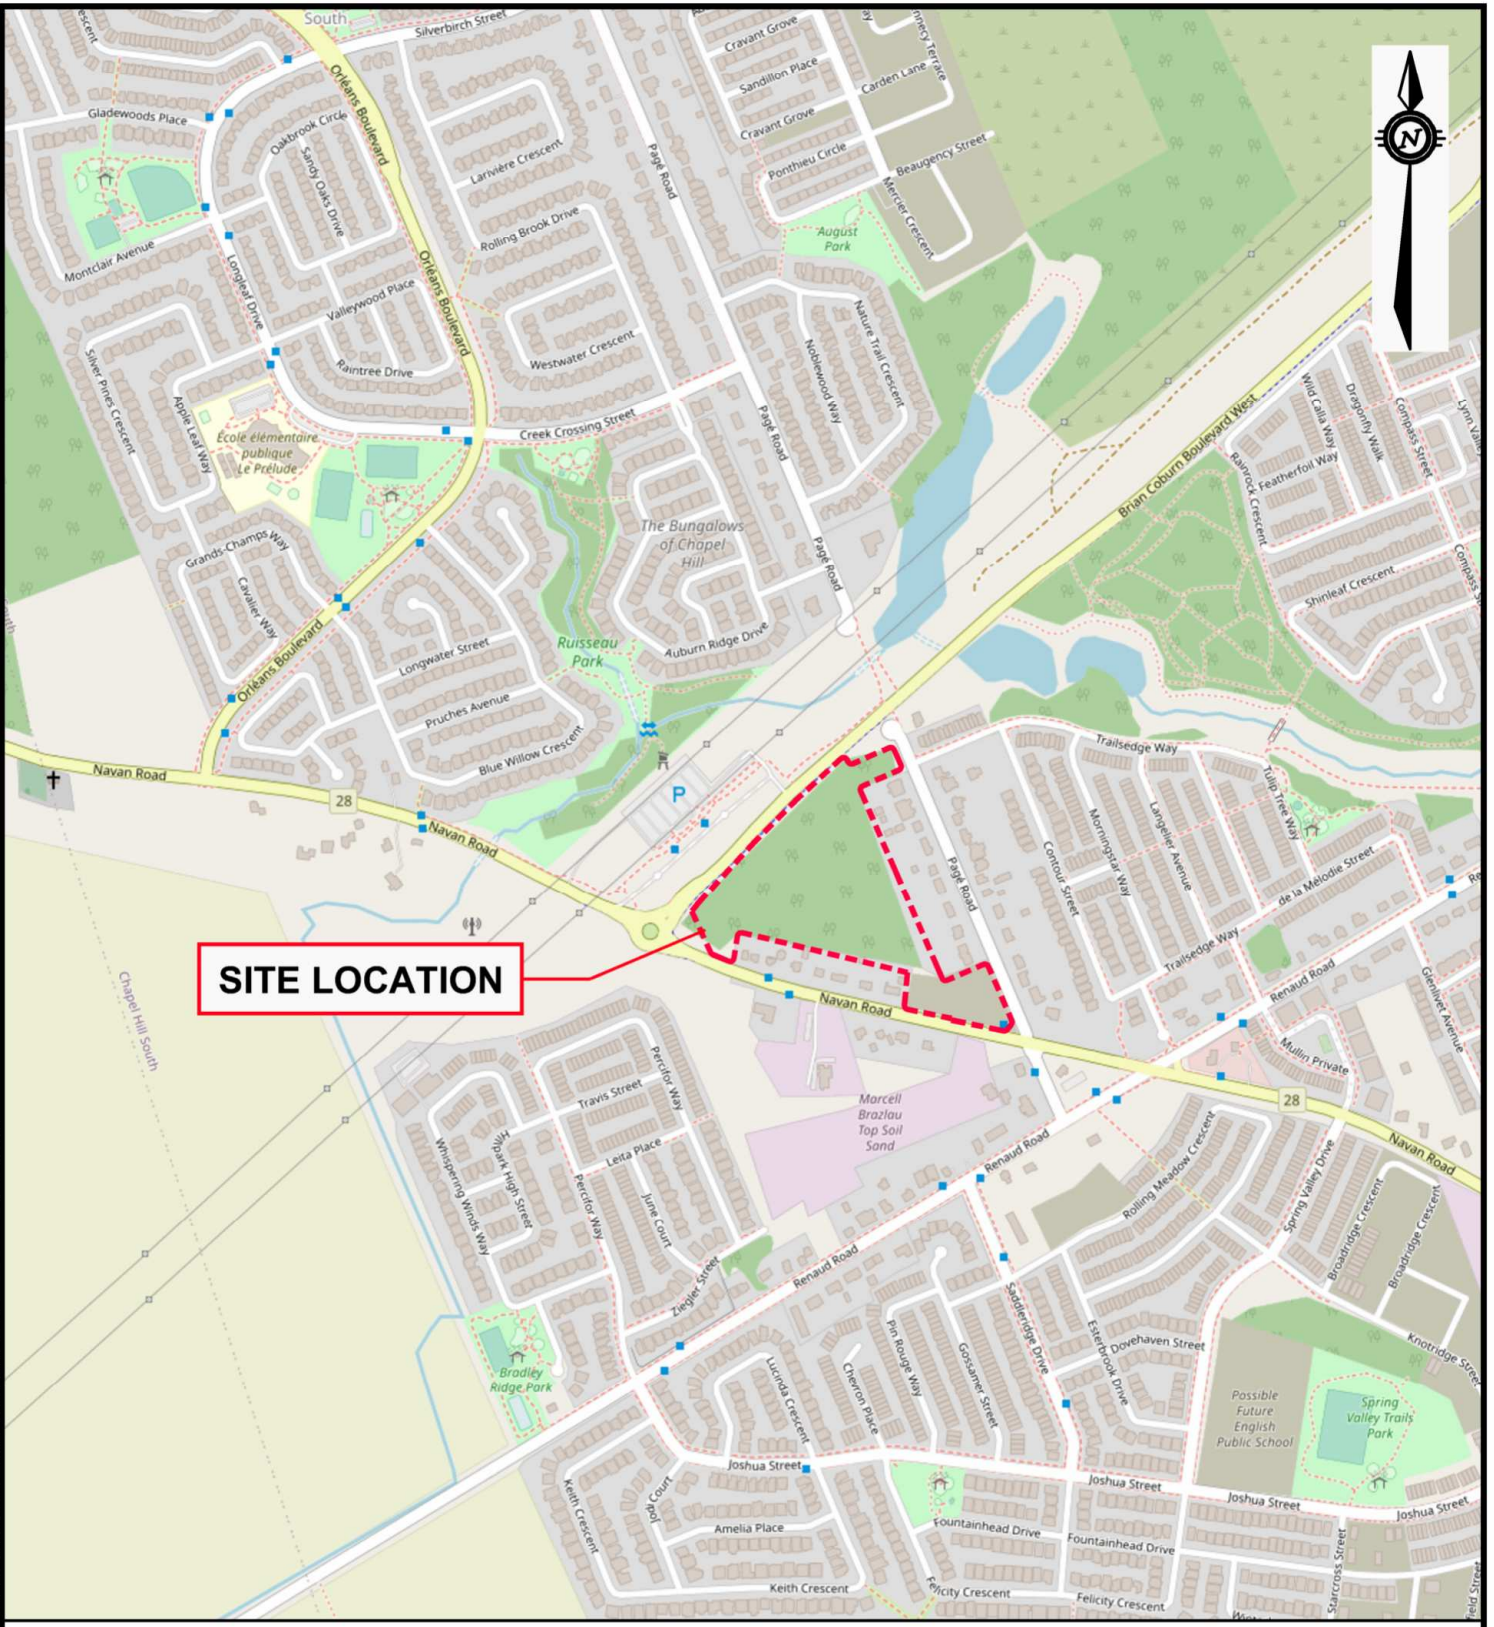 South
Silverbirch Street
Cravant Grove
Sandillon Place
Carden Lane
Cravant Grove
Ponthieu Circle
Beaugency Street
Mercier Crescent
August
Park
N
Gladewoods Place
Oakbrook Circle
Sandy Oaks Drive
Orléans Boulevard
Larivière Crescent
Pagé Road
Rolling Brook Drive
Montclair Avenue
Longleaf Drive
Valleywood Place
Orléans Boulevard
Raintree Drive
Westwater Crescent
Nature Trail Crescent
Noblewood Way
Silver Pines Crescent
Apple Leaf Way
École élémentaire
publique
Le Prélude
Creek Crossing Street
Pagé Road
The Bungalows
of Chapel
Hill
Pagé Road
Brian Coburn Boulevard West
Wild Calla Way
Dragonfly Walk
Compass Street
Rainrock Crescent
Featherfoil Way
Shinleaf Crescent
Grands-Champs Way
Cavalier Way
Orléans Boulevard
Longwater Street
Pruches Avenue
Blue Willow Crescent
Ruisseau
Park
Auburn Ridge Drive
Navan Road
28
Navan Road
P
Trailsedge Way
Tulip Tree Way
Langelier Avenue
Morningstar Way
Contour Street
Pagé Road
de la Mélodie Street
Trailsedge Way
Renaud Road
Glenlivet Avenue
Mullin Private
SITE LOCATION
Navan Road
Chapel Hill South
Marcell
Brazlau
Top Soil
Sand
28
Navan Road
Percifor Way
Travis Street
Leita Place
Whispering Winds Way
June Court
Percifor Way
Ziegler Street
Renaud Road
Renaud Road
Rolling Meadow Crescent
Spring Valley Drive
Broadridge Crescent
Broadridge Crescent
Knotridge Street
Saddleridge Drive
Esterbrook Drive
Dovehaven Street
Bradley
Ridge Park
Lucinda Crescent
Chevron Place
Pin Rouge Way
Gossamer Street
Possible
Future
English
Public School
Spring
Valley Trails
Park
Joshua Street
Joshua Street
Joshua Street
Joshua Street
Keith Crescent
Amelia Place
Keith Crescent
Fountainhead Drive
Fountainhead Drive
Felicity Crescent
Felicity Crescent
Starcross Street